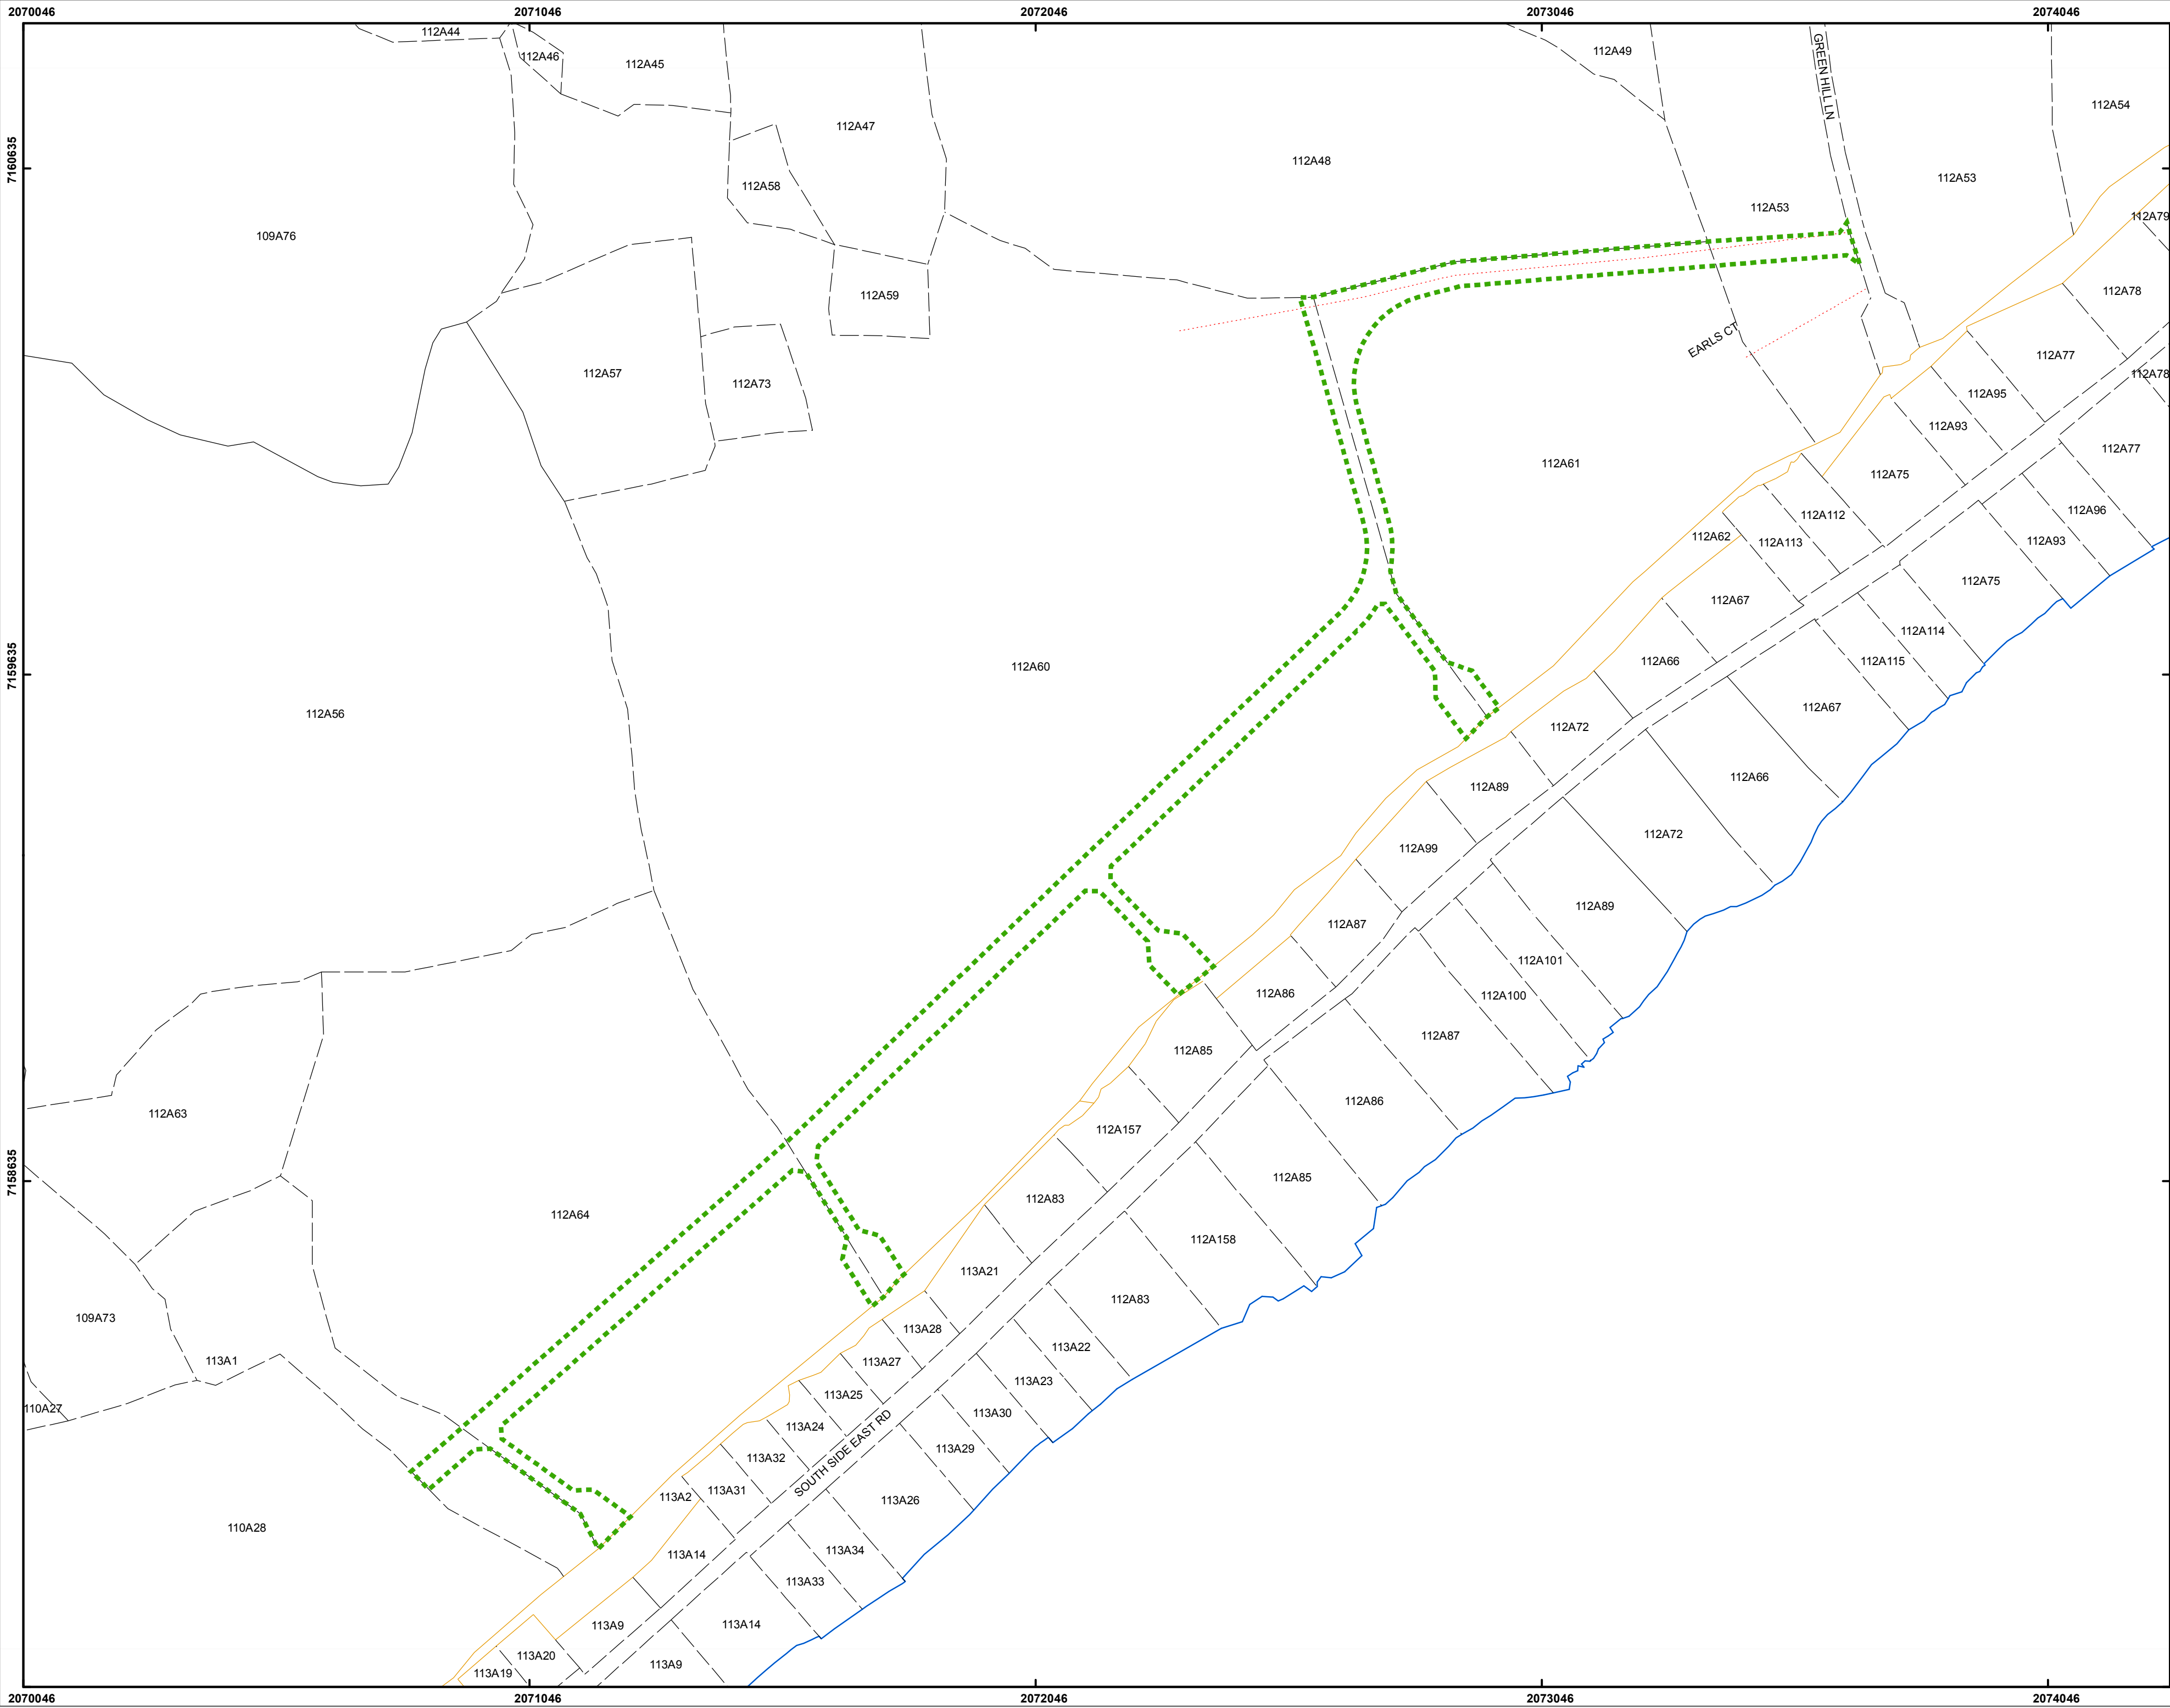 2070046
2071046
2072046
2073046
2074046
112A44
112A46
112A45
112A49
GREEN HILL LN
112A54
112A47
7160635
112A48
112A58
112A53
112A53
112A79
109A76
112A59
112A78
EARLS CT
112A77
112A57
112A73
112A78
112A95
112A93
112A77
112A61
112A75
112A96
112A112
112A62
112A113
112A93
112A75
112A67
112A114
7159635
112A60
112A66
112A115
112A56
112A67
112A72
112A66
112A89
112A72
112A99
112A89
112A87
112A101
112A86
112A100
112A87
112A85
112A86
112A63
112A157
7158635
112A85
112A83
112A64
112A158
113A21
112A83
109A73
113A28
113A22
113A1
113A27
113A23
113A25
110A27
113A30
113A24
SOUTH SIDE EAST RD
113A29
113A32
113A31
113A2
113A26
110A28
113A34
113A14
113A33
113A14
113A9
113A20
113A9
113A19
2070046
2071046
2072046
2073046
2074046